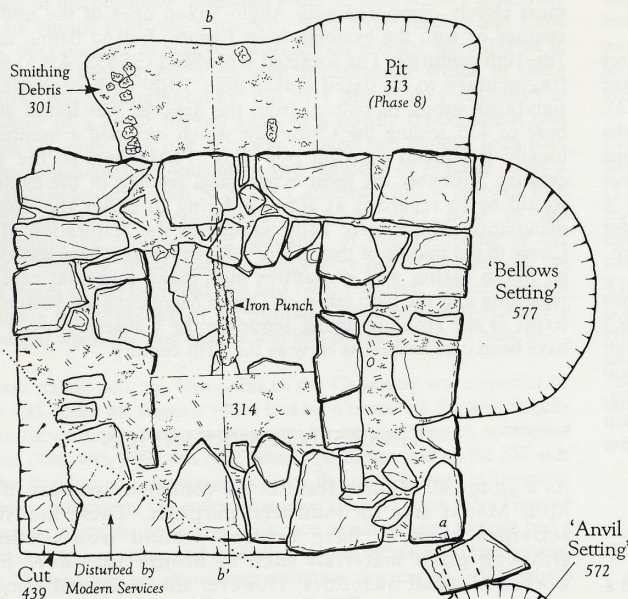 b
Smithing
Debris
301
Pit
313
(Phase 8)
'Bellows
Setting'
577
Iron Punch
O
314
a
'Anvil
Setting'
572
Cut
439
Disturbed by
Modern Services
b'